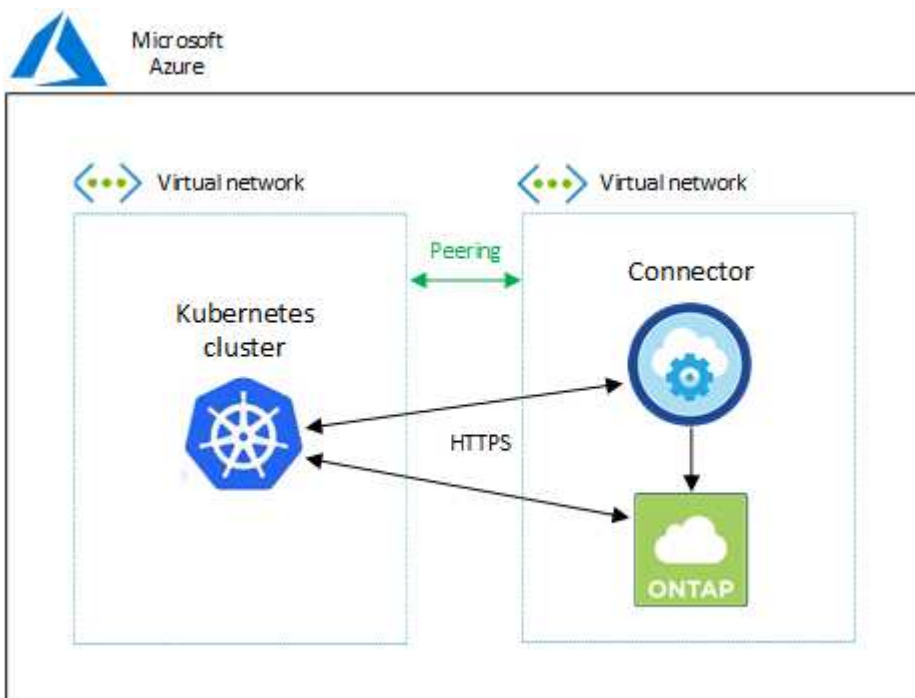 Microsoft
Azure
Virtual network
Virtual network
Peering
Connector
Kubernetes
cluster
HTTPS
ONTAP